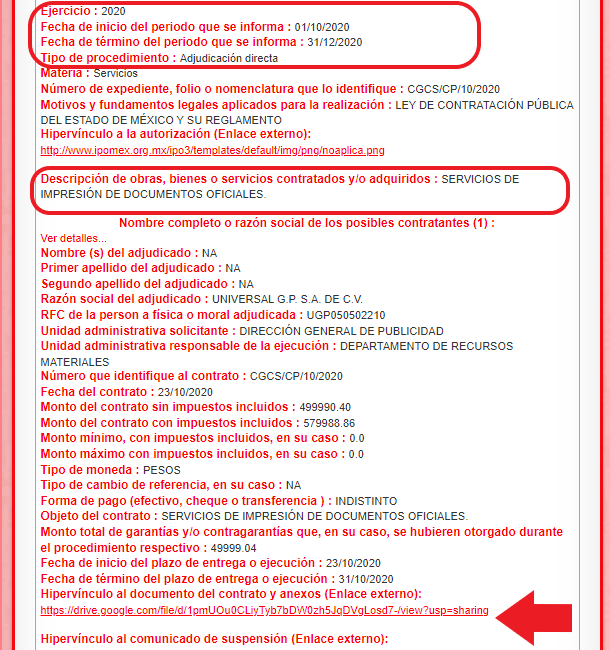 Ejercicio : 2020
Fecha de inicio del periodo que se informa : 01/10/2020
Fecha de término del periodo que se informa : 31/12/2020
Tipo de procedimiento : Adjudicación directa
Materia : Servicios
Número de expediente, folio o nomenclatura que lo identifique : CGCS/CP/10/2020
Motivos y fundamentos legales aplicados para la realización : LEY DE CONTRATACIÓN PÚBLICA
DEL ESTADO DE MÉXICO Y SU REGLAMENTO
Hipervínculo a la autorización (Enlace externo):
http://www.ipomex.org.mx/ipo3/templates/default/img/png/noaplica.png
Descripción de obras, bienes o servicios contratados y/o adquiridos : SERVICIOS DE
IMPRESIÓN DE DOCUMENTOS OFICIALES.
Nombre completo o razón social de los posibles contratantes (1) :
Ver detalles...
Nombre (s) del adjudicado : NA
Primer apellido del adjudicado : NA
Segundo apellido del adjudicado : NA
Razón social del adjudicado : UNIVERSAL G.P. S.A. DE C.V.
RFC de la person a física o moral adjudicada : UGP050502210
Unidad administrativa solicitante : DIRECCIÓN GENERAL DE PUBLICIDAD
Unidad administrativa responsable de la ejecución : DEPARTAMENTO DE RECURSOS
MATERIALES
Número que identifique al contrato : CGCS/CP/10/2020
Fecha del contrato : 23/10/2020
Monto del contrato sin impuestos incluidos : 499990.40
Monto del contrato con impuestos incluidos : 579988.86
Monto mínimo, con impuestos incluidos, en su caso : 0.0
Monto máximo con impuestos incluidos, en su caso : 0.0
Tipo de moneda : PESOS
Tipo de cambio de referencia, en su caso : NA
Forma de pago (efectivo, cheque o transferencia ) : INDISTINTO
Objeto del contrato : SERVICIOS DE IMPRESIÓN DE DOCUMENTOS OFICIALES.
Monto total de garantías y/o contragarantías que, en su caso, se hubieren otorgado durante
el procedimiento respectivo : 49999.04
Fecha de inicio del plazo de entrega o ejecución : 23/10/2020
Fecha de término del plazo de entrega o ejecución : 31/10/2020
Hipervínculo al documento del contrato y anexos (Enlace externo):
https://drive.google.com/file/d/1pmUOu0CLiyTyb7bDW0zh5JqDVgLosd7-/view?usp=sharing
Hipervínculo al comunicado de suspensión (Enlace externo):